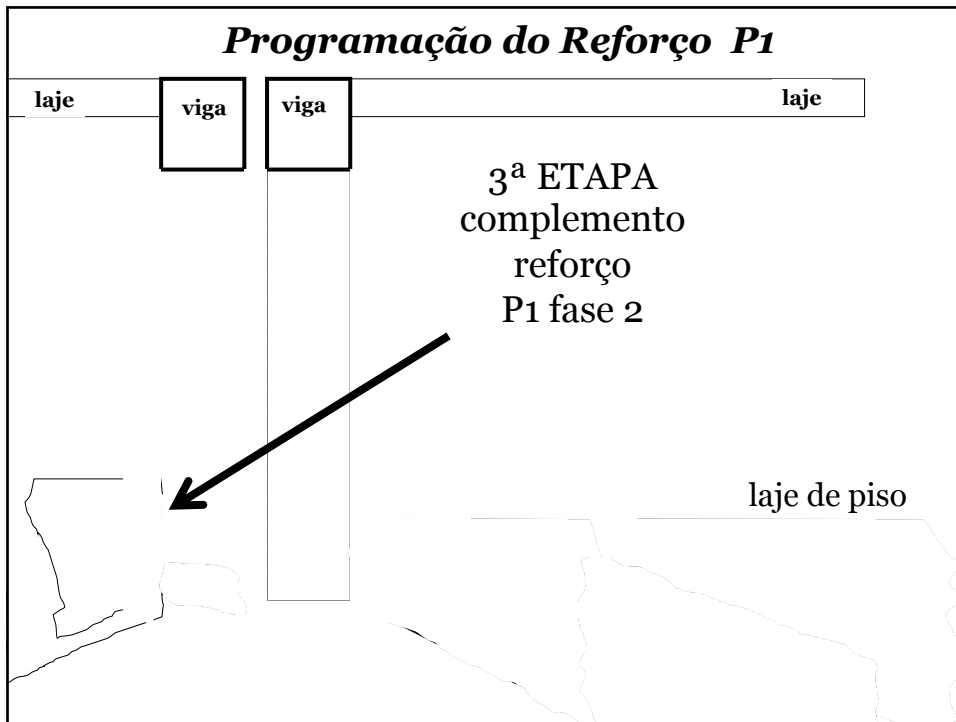 Programação do Reforço P1
laje
viga
viga
laje
3ª ETAPA
complemento
reforço
P1 fase 2
laje de piso